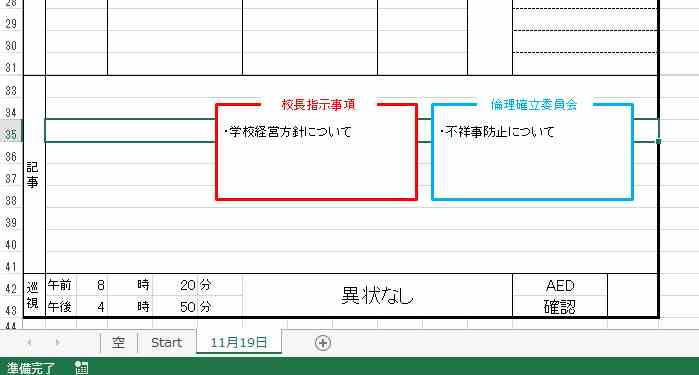 28
29
30
31
33
34
校長指示事項
倫理確立委員会
35
・学校経営方針について
・不祥事防止について
36
37
記事
38
39
40
41
42
巡視
午前 8 時 20 分
異状なし
AED
43
午後 4 時 50 分
確認
44
空
Start
11月19日
準備完了